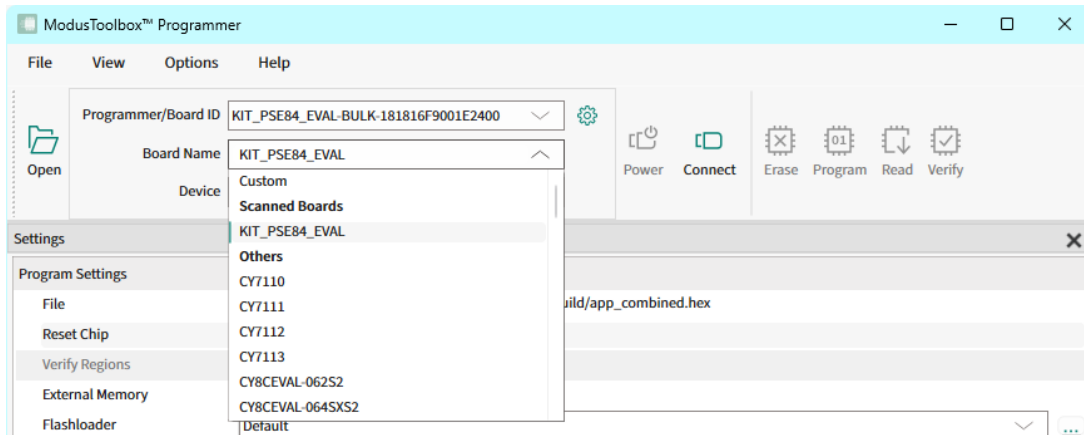 ModusToolbox™ Programmer
File View Options Help
Open
Programmer/Board ID KIT_PSE84_EVAL-BULK-181816F9001E2400
Board Name KIT_PSE84_EVAL
Device
Power Connect Erase Program Read Verify
Custom
Scanned Boards
KIT_PSE84_EVAL
Others
CY7110
CY7111
CY7112
CY7113
CY8CEVAL-062S2
CY8CEVAL-064SXS2
Settings
Program Settings
File
uild/app_combined.hex
Reset Chip
Verify Regions
External Memory
Flashloader
Default
...